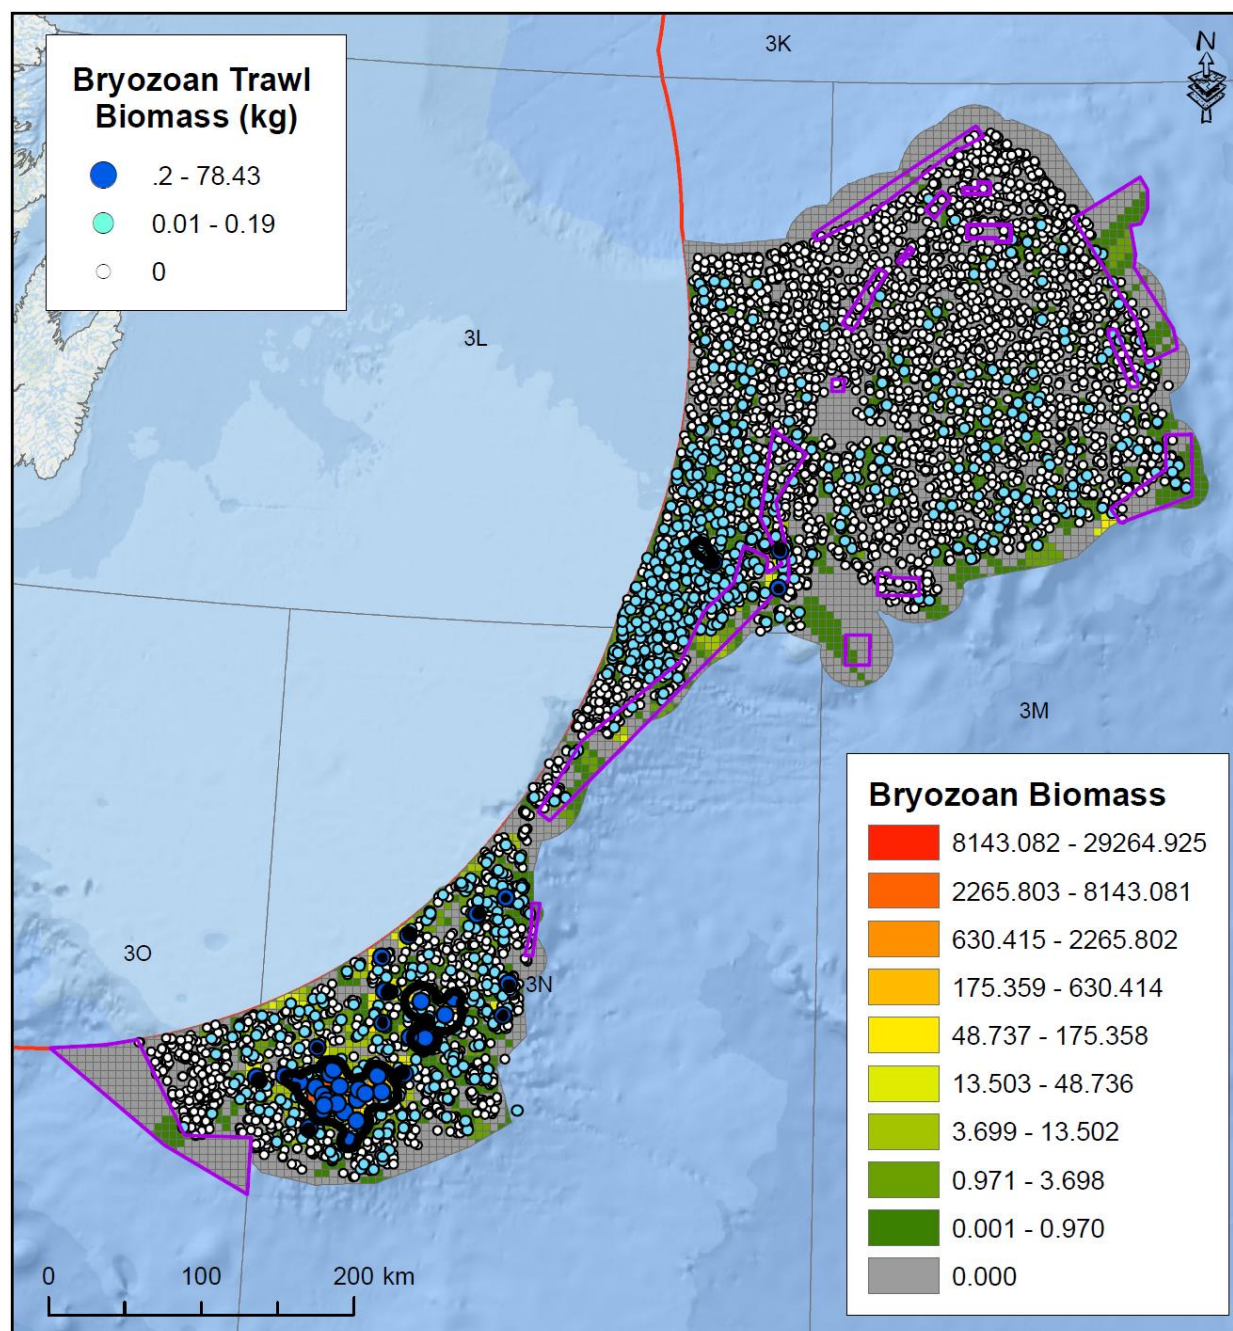 3K
N
Bryozoan Trawl
Biomass (kg)
.2 - 78.43
0.01 - 0.19
0
3L
3M
3O
3N
Bryozoan Biomass
8143.082 - 29264.925
2265.803 - 8143.081
630.415 - 2265.802
175.359 - 630.414
48.737 - 175.358
13.503 - 48.736
3.699 - 13.502
0.971 - 3.698
0.001 - 0.970
0.000
0 100 200 km